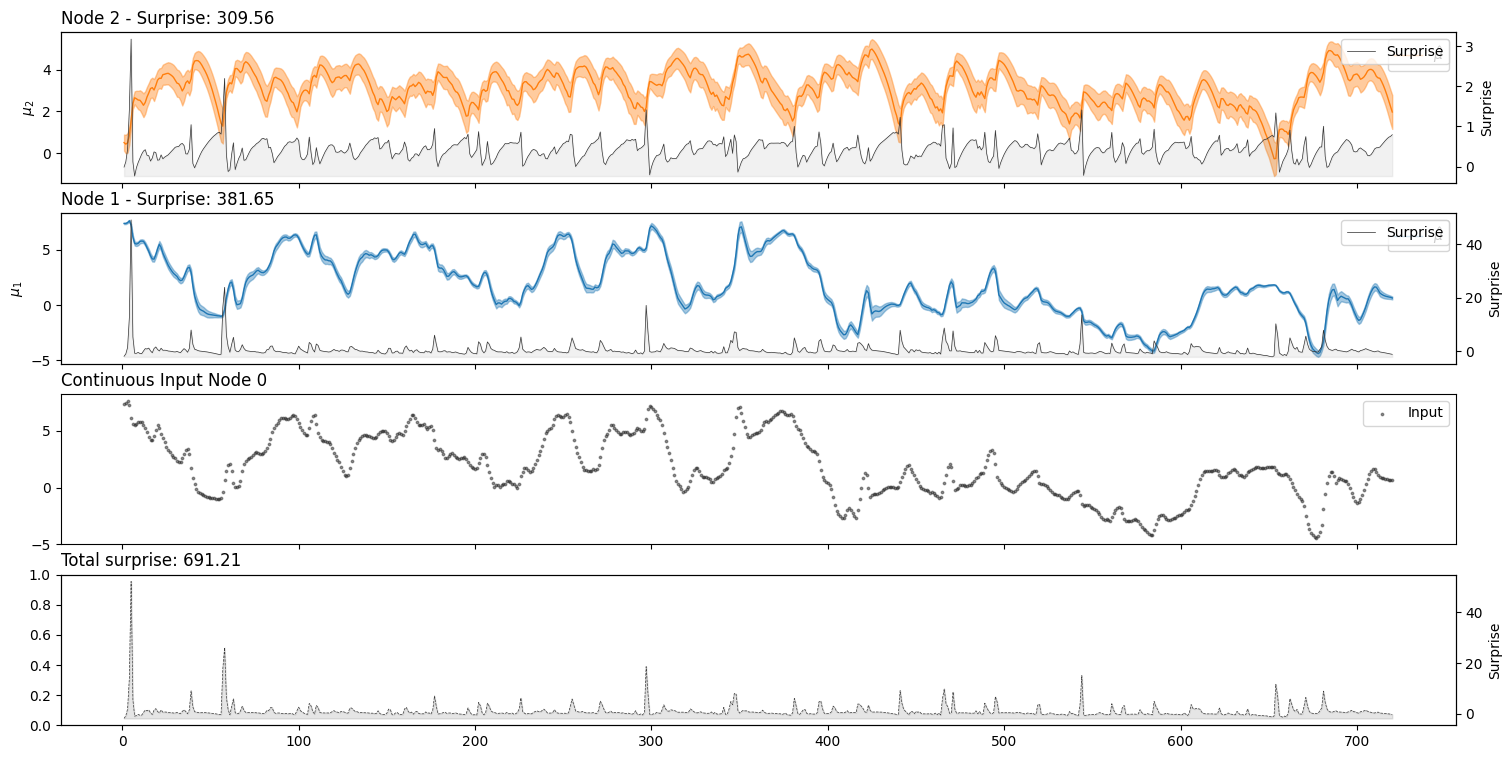 Node 2 - Surprise: 309.56
4
2
0
μ2
Surprise
3
2
1
0
Surprise
Node 1 - Surprise: 381.65
5
0
−5
μ1
Surprise
40
20
0
Surprise
Continuous Input Node 0
5
0
−5
Input
Total surprise: 691.21
1.0
0.8
0.6
0.4
0.2
0.0
40
20
0
Surprise
0 100 200 300 400 500 600 700